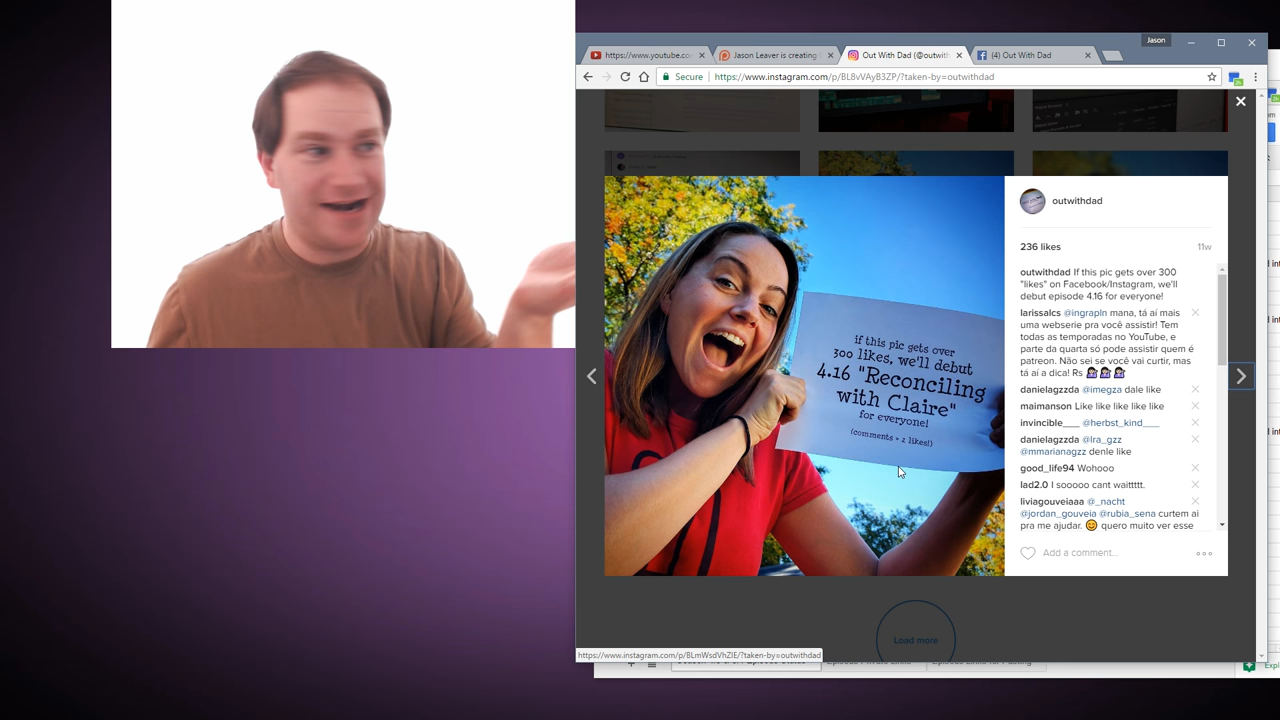 Jason
https://www.youtube.co
Jason Leaver is creating
Out With Dad (@outwith
(4) Out With Dad
Secure
https://www.instagram.com/p/BL8vVAyB3ZP/?taken-by=outwithdad
if this pic gets over
300 likes, we'll debut
4.16 "Reconciling
with Claire"
for everyone!
(comments = 2 likes!)
outwithdad
236 likes
11w
outwithdad If this pic gets over 300
"likes" on Facebook/Instagram, we'll
debut episode 4.16 for everyone!
larissalcs @ingrapln mana, tá aí mais
uma webserie pra você assistir! Tem
todas as temporadas no YouTube, e
parte da quarta só pode assistir quem é
patreon. Não sei se você vai curtir, mas
tá aí a dica! Rs
danielagzzda @imegza dale like
maimanson Like like like like like
invincible___ @herbst_kind___
danielagzzda @lra_gzz
@mmarianagzz denle like
good_life94 Wohooo
lad2.0 I sooooo cant waittttt.
liviagouveiaaa @_nacht
@jordan_gouveia @rubia_sena curtem ai
pra me ajudar. 😊 quero muito ver esse
Add a comment...
Load more
https://www.instagram.com/p/BLmWsdVhZlE/?taken-by=outwithdad